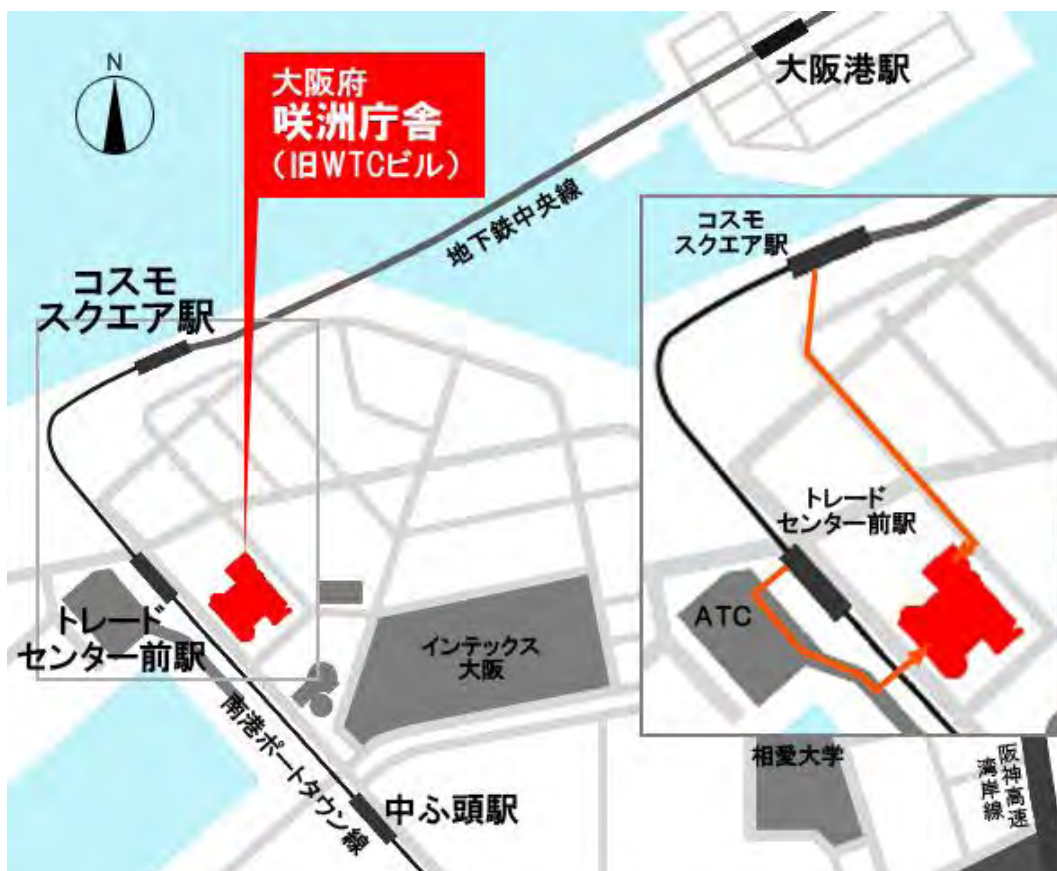 N
大阪府
咲洲庁舎
(旧WTCビル)
大阪港駅
地下鉄中央線
コスモ
スクエア駅
コスモ
スクエア駅
トレード
センター前駅
ATC
トレード
センター前駅
インテックス
大阪
南港ポートタウン線
中ふ頭駅
相愛大学
阪神高速
湾岸線